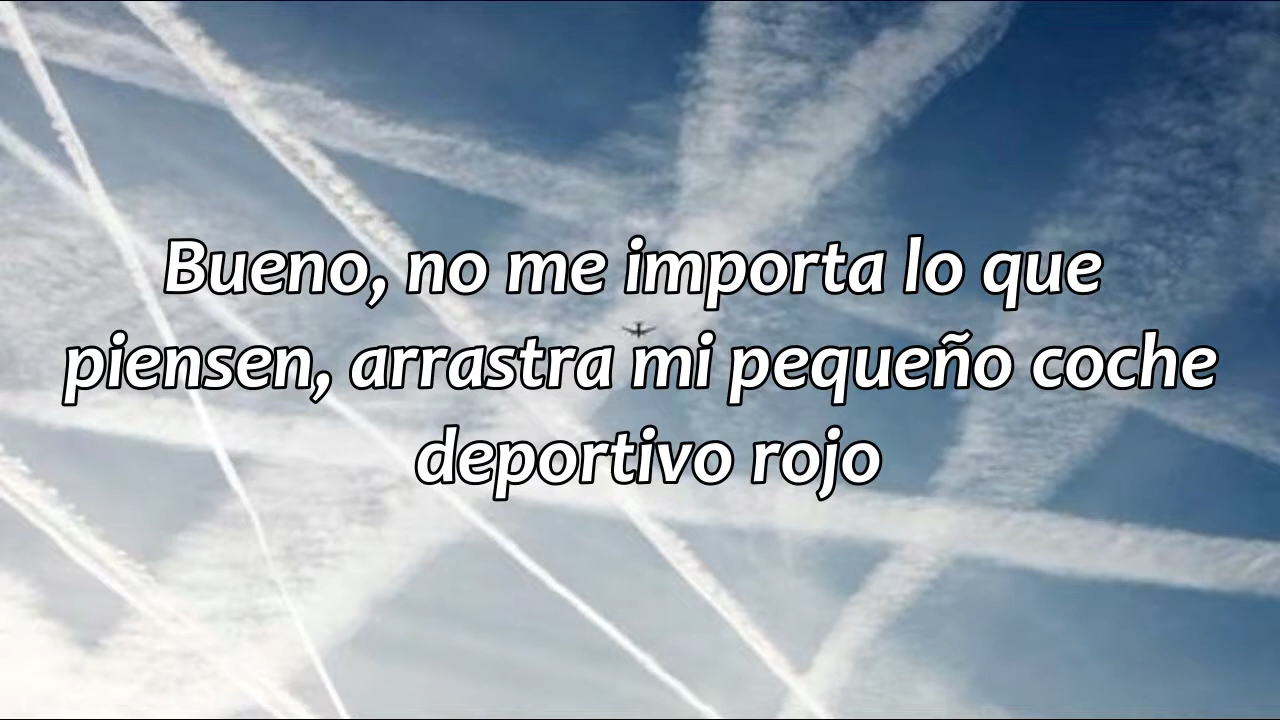 Bueno, no me importa lo que
piensen, arrastra mi pequeño coche
deportivo rojo